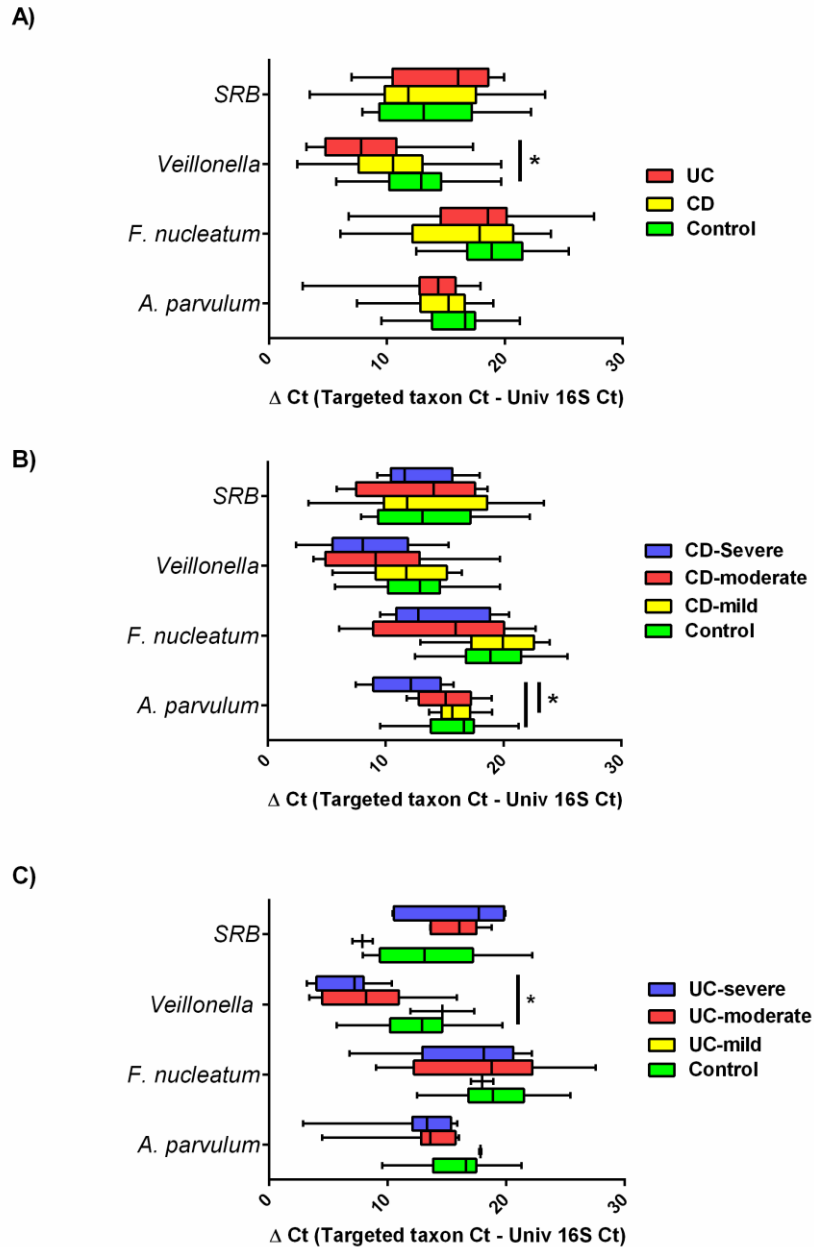 A)
SRB
Veillonella
*
F. nucleatum
A. parvulum
UC
CD
Control
0
10
20
30
Δ Ct (Targeted taxon Ct - Univ 16S Ct)
B)
SRB
Veillonella
F. nucleatum
A. parvulum
*
CD-Severe
CD-moderate
CD-mild
Control
0
10
20
30
Δ Ct (Targeted taxon Ct - Univ 16S Ct)
C)
SRB
Veillonella
*
F. nucleatum
A. parvulum
UC-severe
UC-moderate
UC-mild
Control
0
10
20
30
Δ Ct (Targeted taxon Ct - Univ 16S Ct)